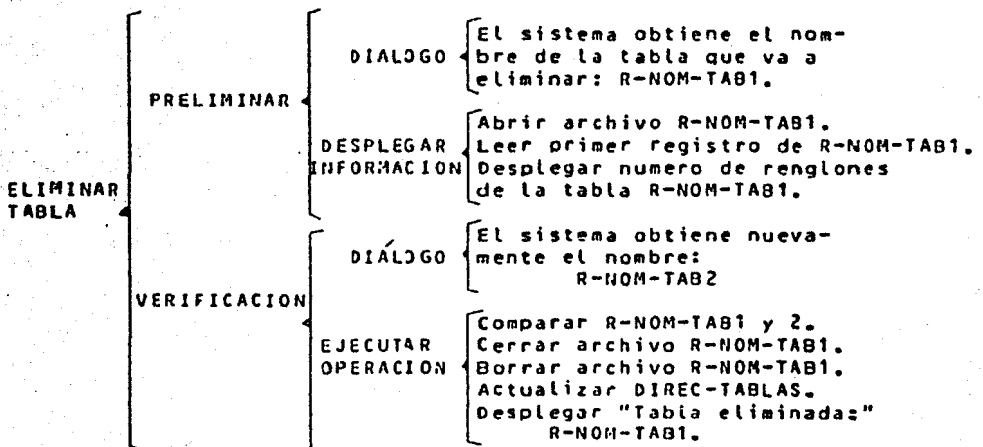 El sistema obtiene el nom-
DIALOGO bre de la tabla que va a
eliminar: R-NOM-TAB1.
PRELIMINAR
Abrir archivo R-NOM-TAB1.
DESPLEGAR Leer primer registro de R-NOM-TAB1.
INFORMACION Desplegar numero de renglones
de la tabla R-NOM-TAB1.
ELIMINAR
TABLA
El sistema obtiene nueva-
DIÁLOGO mente el nombre:
R-NOM-TAB2
VERIFICACION
Comparar R-NOM-TAB1 y 2.
EJECUTAR Cerrar archivo R-NOM-TAB1.
OPERACION Borrar archivo R-NOM-TAB1.
Actualizar DIREC-TABLAS.
Desplegar "Tabla eliminada:"
R-NOM-TAB1.